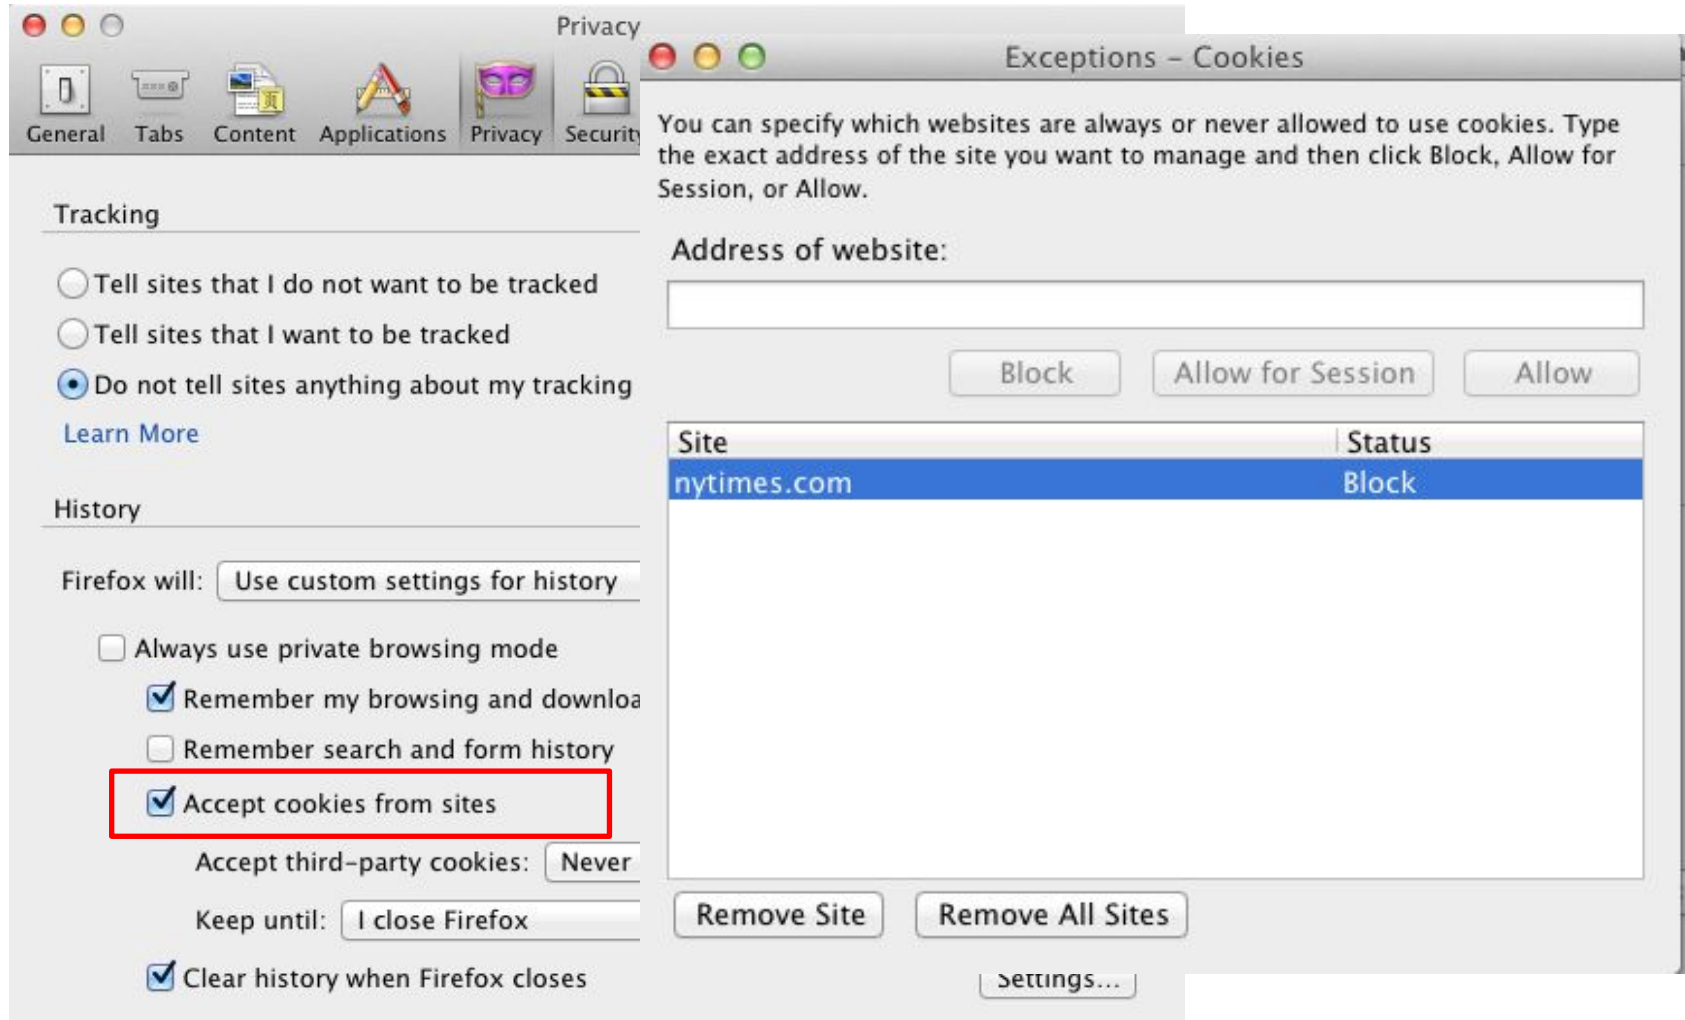 Privacy
General Tabs Content Applications Privacy Security
Tracking
Tell sites that I do not want to be tracked
Tell sites that I want to be tracked
Do not tell sites anything about my tracking
Learn More
History
Firefox will: Use custom settings for history
Always use private browsing mode
Remember my browsing and downloa
Remember search and form history
Accept cookies from sites
Accept third-party cookies: Never
Keep until: I close Firefox
Clear history when Firefox closes
Settings...
Exceptions – Cookies
You can specify which websites are always or never allowed to use cookies. Type
the exact address of the site you want to manage and then click Block, Allow for
Session, or Allow.
Address of website:
Block Allow for Session Allow
Site Status
nytimes.com Block
Remove Site Remove All Sites